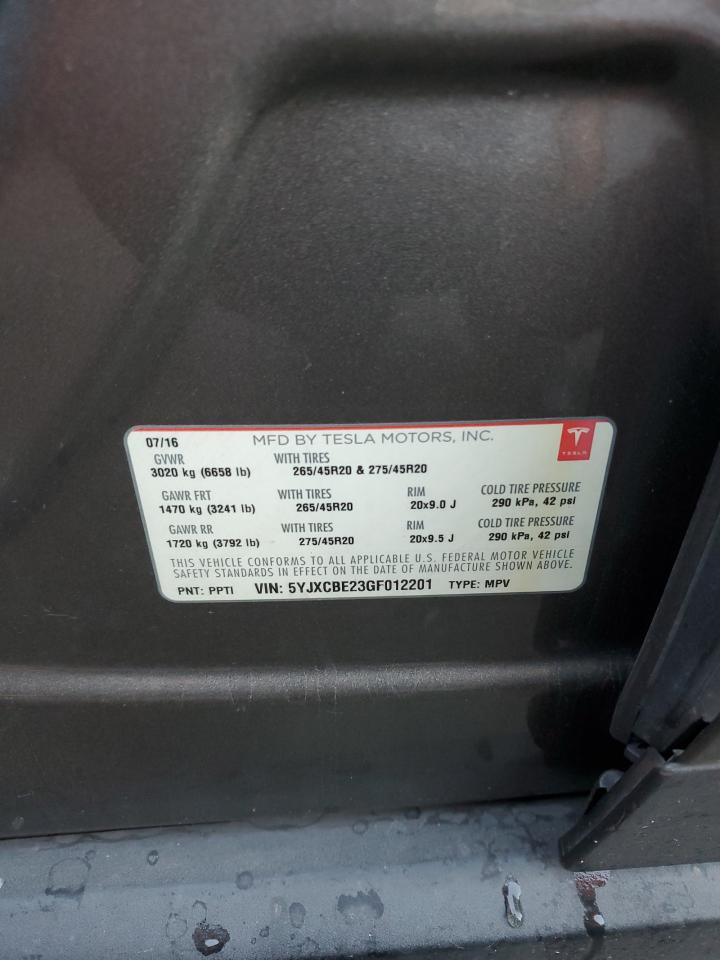 07/16 MFD BY TESLA MOTORS, INC.
TESLA
GVWR WITH TIRES
3020 kg (6658 lb) 265/45R20 & 275/45R20
GAWR FRT WITH TIRES RIM COLD TIRE PRESSURE
1470 kg (3241 lb) 265/45R20 20x9.0 J 290 kPa, 42 psi
GAWR RR WITH TIRES RIM COLD TIRE PRESSURE
1720 kg (3792 lb) 275/45R20 20x9.5 J 290 kPa, 42 psi
THIS VEHICLE CONFORMS TO ALL APPLICABLE U.S. FEDERAL MOTOR VEHICLE
SAFETY STANDARDS IN EFFECT ON THE DATE OF MANUFACTURE SHOWN ABOVE.
PNT: PPTI VIN: 5YJXCBE23GF012201 TYPE: MPV